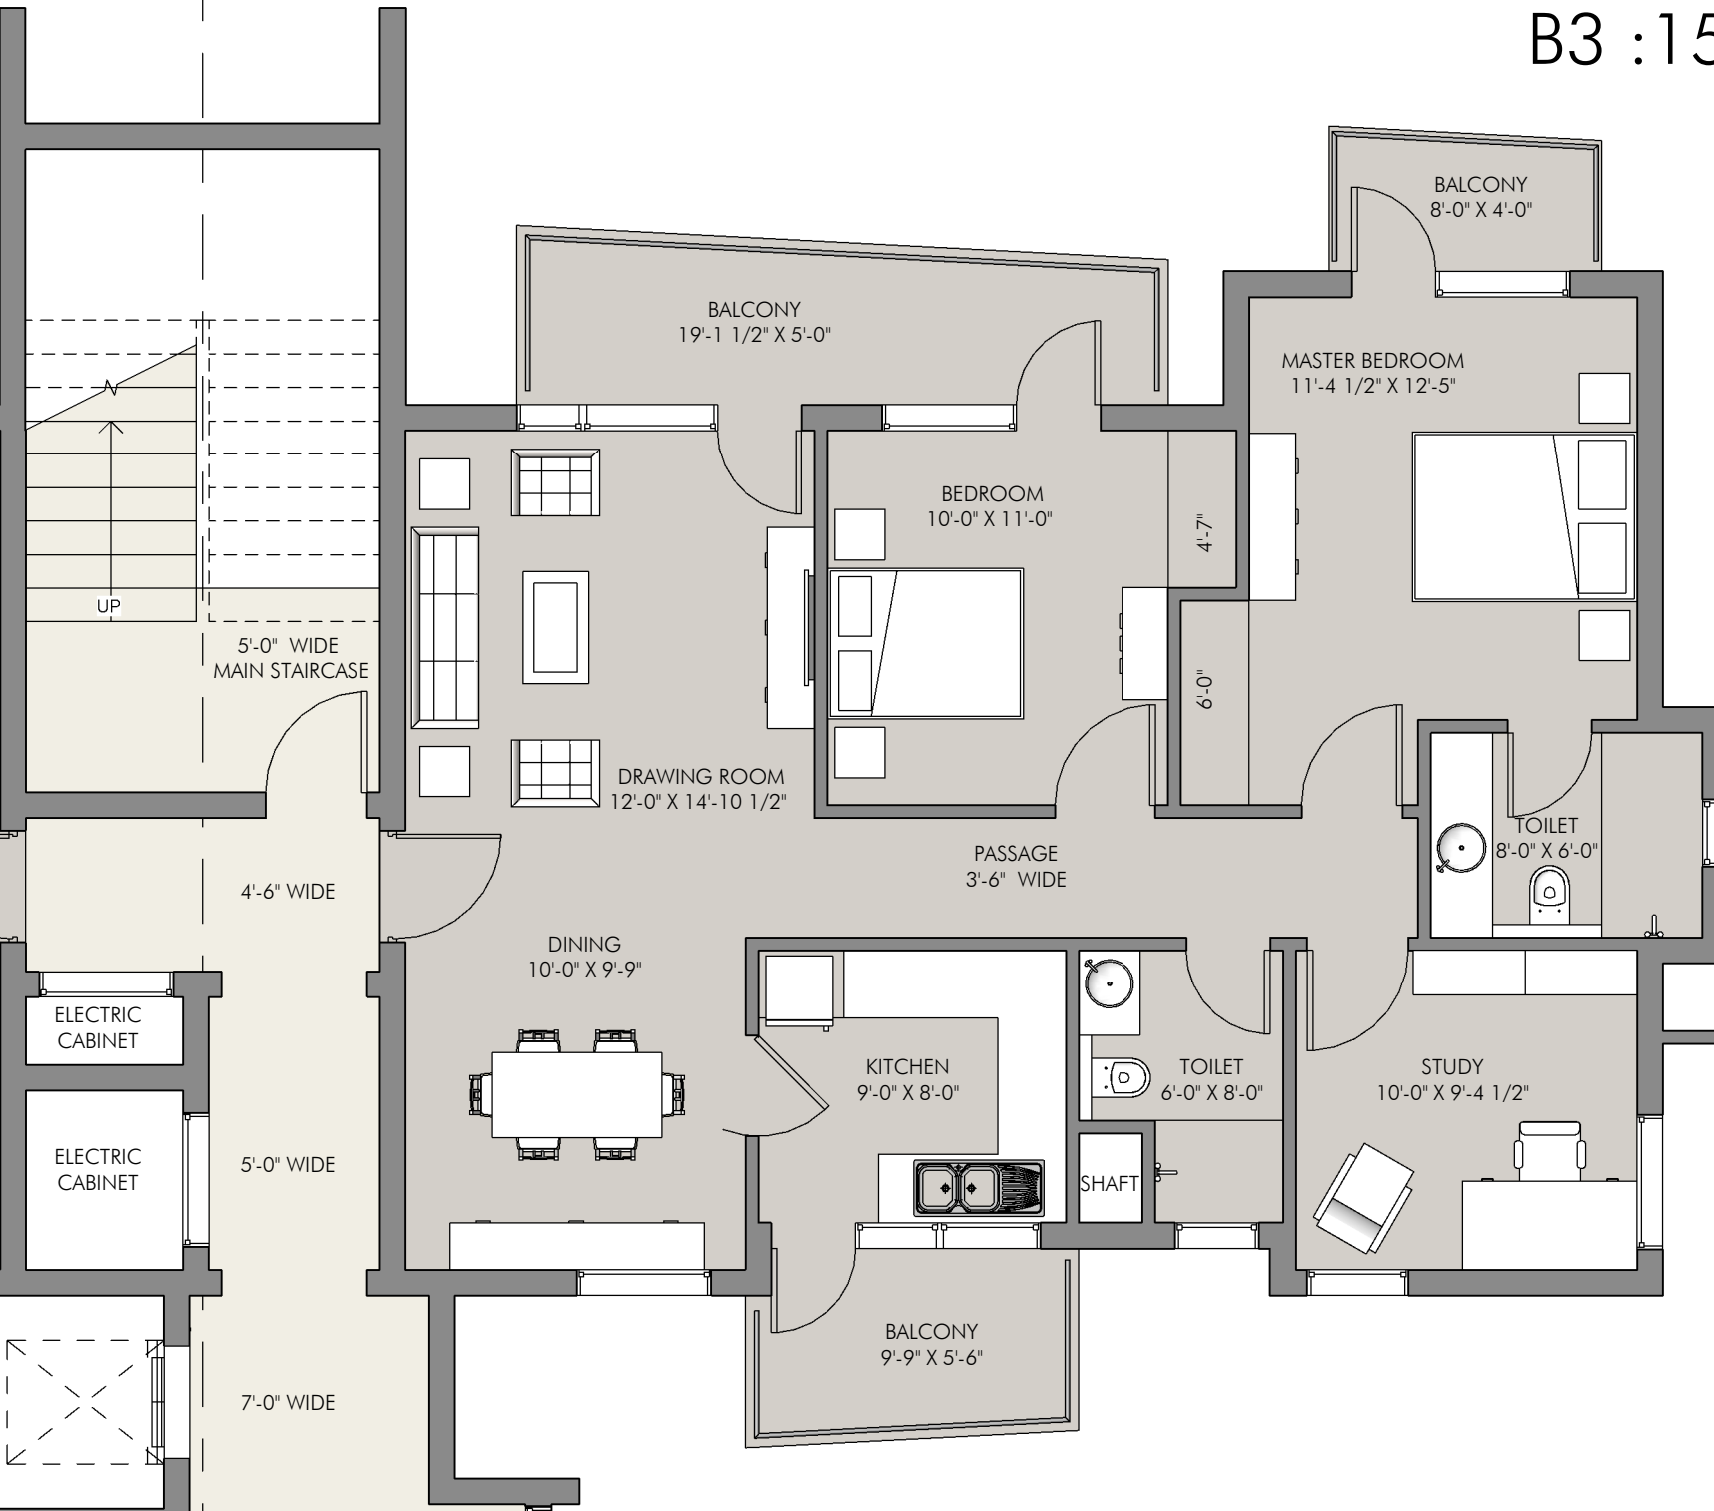 B3 :15
BALCONY
8'-0" X 4'-0"
BALCONY
19'-1 1/2" X 5'-0"
MASTER BEDROOM
11'-4 1/2" X 12'-5"
BEDROOM
10'-0" X 11'-0"
4'-7"
UP
5'-0" WIDE
MAIN STAIRCASE
6'-0"
DRAWING ROOM
12'-0" X 14'-10 1/2"
TOILET
8'-0" X 6'-0"
PASSAGE
3'-6" WIDE
4'-6" WIDE
DINING
10'-0" X 9'-9"
ELECTRIC
CABINET
KITCHEN
9'-0" X 8'-0"
TOILET
6'-0" X 8'-0"
STUDY
10'-0" X 9'-4 1/2"
ELECTRIC
CABINET
5'-0" WIDE
SHAFT
BALCONY
9'-9" X 5'-6"
7'-0" WIDE